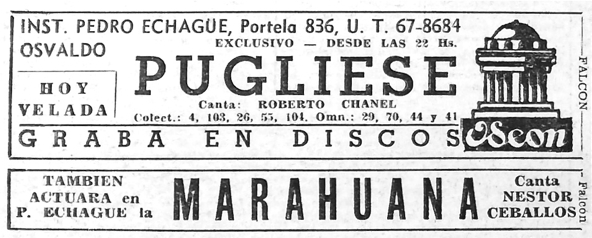 INST. PEDRO ECHAGÜE, Portela 836, U. T. 67-8684
OSVALDO
EXCLUSIVO — DESDE LAS 22 Hs.
PUGLIESE
HOY
VELADA
Canta: ROBERTO CHANEL
Colect.: 4, 103, 26, 53, 104. Omn.: 29, 70, 44 y 41
GRABA EN DISCOS
Odeon
FALCON
TAMBIEN
ACTUARA en
P. ECHAGUE la
MARAHUANA
Canta
NESTOR
CEBALLOS
Falcon